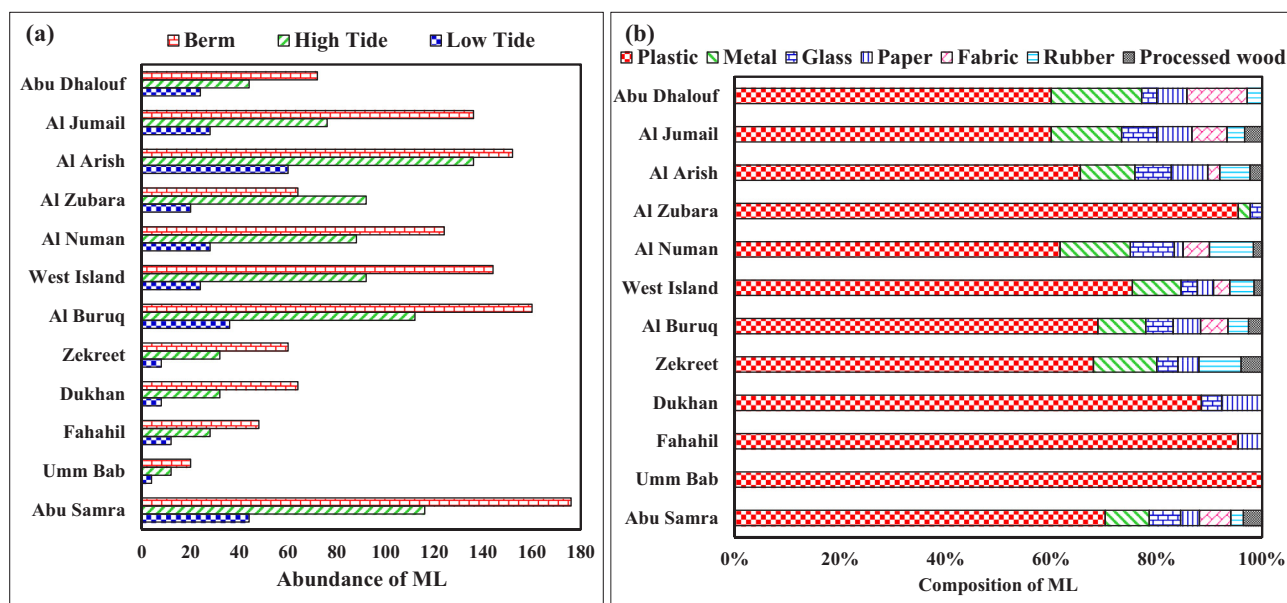 (a)
Berm High Tide Low Tide
Abu Dhalouf
Al Jumail
Al Arish
Al Zubara
Al Numan
West Island
Al Buruq
Zekreet
Dukhan
Fahahil
Umm Bab
Abu Samra
0 20 40 60 80 100 120 140 160 180
Abundance of ML
(b)
Plastic Metal Glass Paper Fabric Rubber Processed wood
Abu Dhalouf
Al Jumail
Al Arish
Al Zubara
Al Numan
West Island
Al Buruq
Zekreet
Dukhan
Fahahil
Umm Bab
Abu Samra
0% 20% 40% 60% 80% 100%
Composition of ML